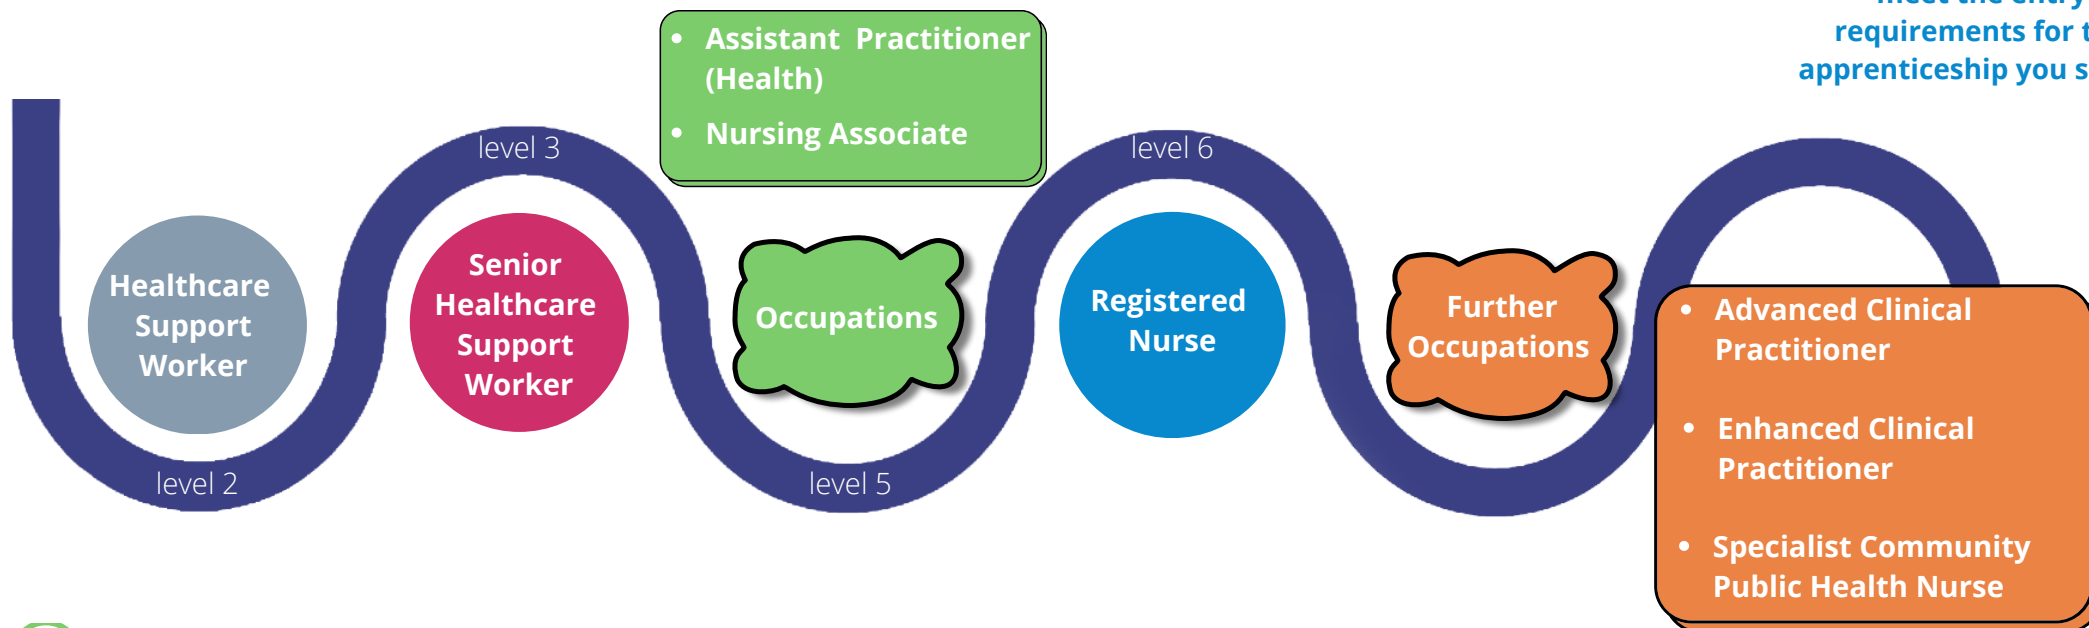 requirements for
apprenticeship you
• Assistant Practitioner
(Health)
• Nursing Associate
level 3
level 6
Healthcare
Support
Worker
level 2
Senior
Healthcare
Support
Worker
Occupations
level 5
Registered
Nurse
Further
Occupations
• Advanced Clinical
Practitioner
• Enhanced Clinical
Practitioner
• Specialist Community
Public Health Nurse